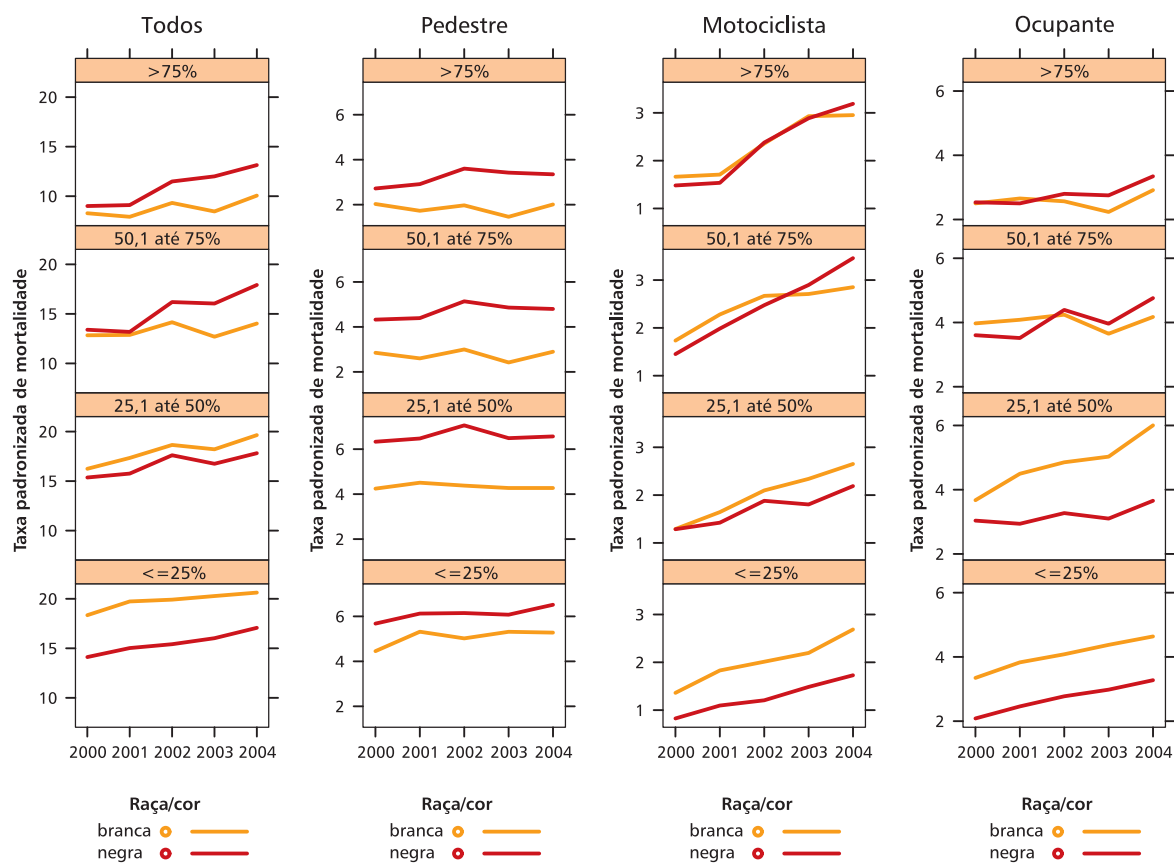 Todos
Pedestre
Motociclista
Ocupante
>75%
>75%
>75%
>75%
20
15
10
6
4
2
3
2
1
6
4
2
50,1 até 75%
50,1 até 75%
50,1 até 75%
50,1 até 75%
20
15
10
6
4
2
3
2
1
6
4
2
Taxa padronizada de mortalidade
Taxa padronizada de mortalidade
Taxa padronizada de mortalidade
Taxa padronizada de mortalidade
25,1 até 50%
25,1 até 50%
25,1 até 50%
25,1 até 50%
20
15
10
6
4
2
3
2
1
6
4
2
<=25%
<=25%
<=25%
<=25%
20
15
10
6
4
2
3
2
1
6
4
2
2000 2001 2002 2003 2004
2000 2001 2002 2003 2004
2000 2001 2002 2003 2004
2000 2001 2002 2003 2004
Raça/cor
branca
negra
Raça/cor
branca
negra
Raça/cor
branca
negra
Raça/cor
branca
negra